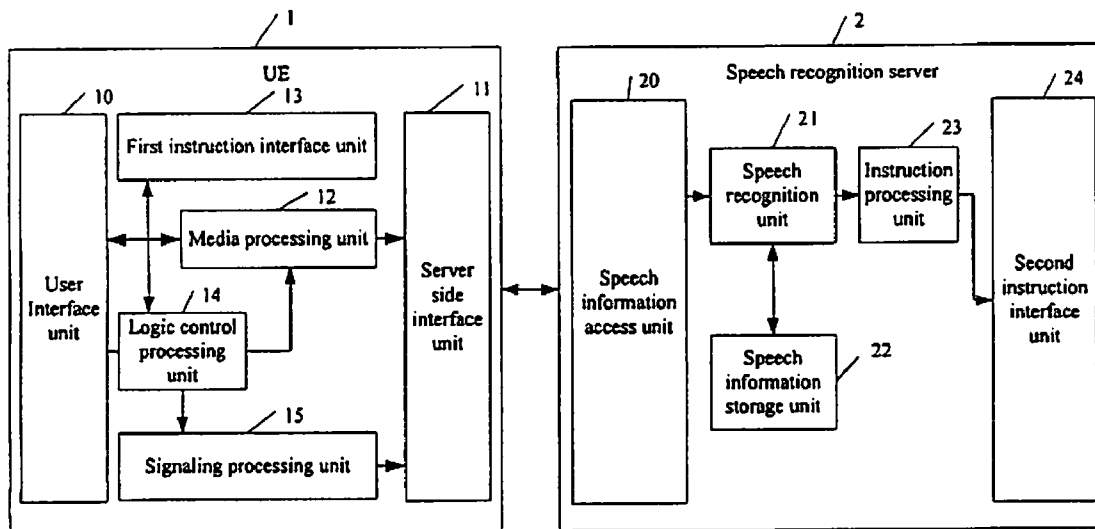 1
2
UE
Speech recognition server
10
13
11
20
24
First instruction interface unit
21
23
12
Media processing unit
Speech
recognition
unit
Instruction
processing
unit
User
Interface
unit
14
Logic control
processing
unit
Server
side
interface
unit
Speech
information
access unit
Second
instruction
interface
unit
15
Signaling processing unit
Speech
information
storage unit
22